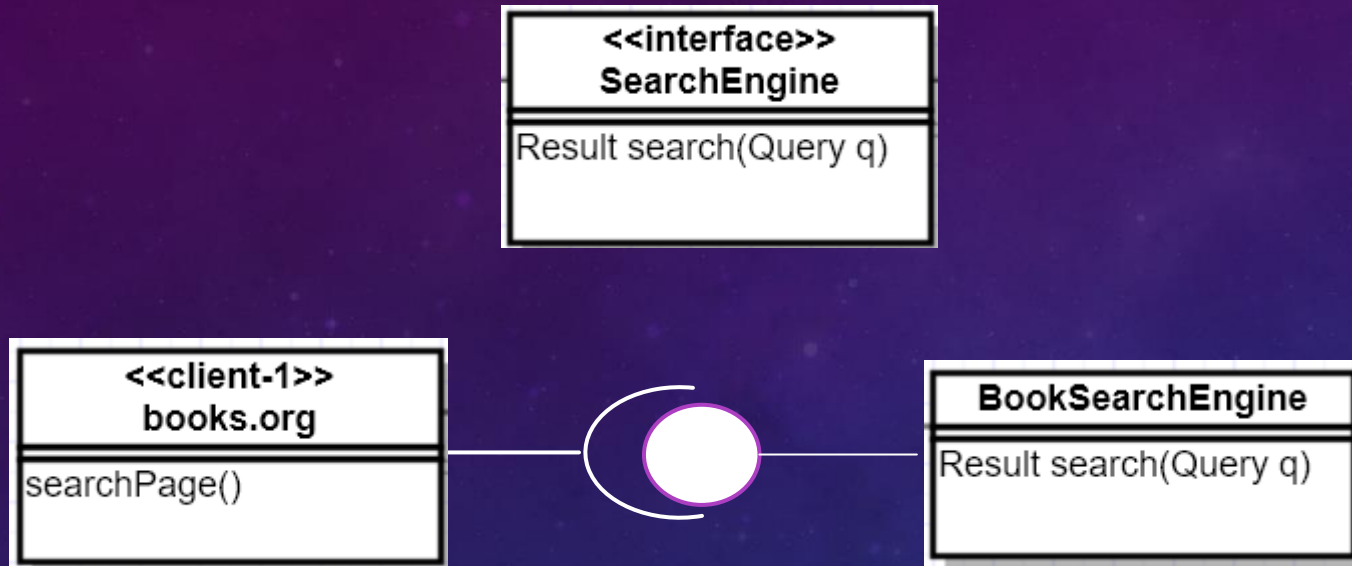 <<interface>>
SearchEngine
Result search(Query q)
<<client-1>>
books.org
searchPage()
BookSearchEngine
Result search(Query q)